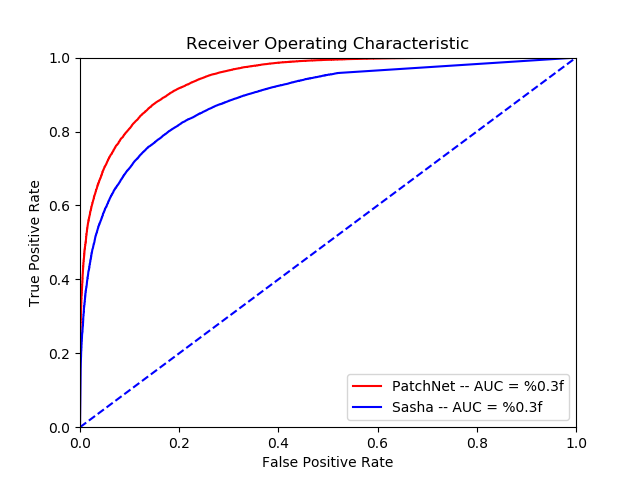 Receiver Operating Characteristic
True Positive Rate
1.0
0.8
0.6
0.4
0.2
0.0
PatchNet -- AUC = %0.3f
Sasha -- AUC = %0.3f
0.0 0.2 0.4 0.6 0.8 1.0
False Positive Rate